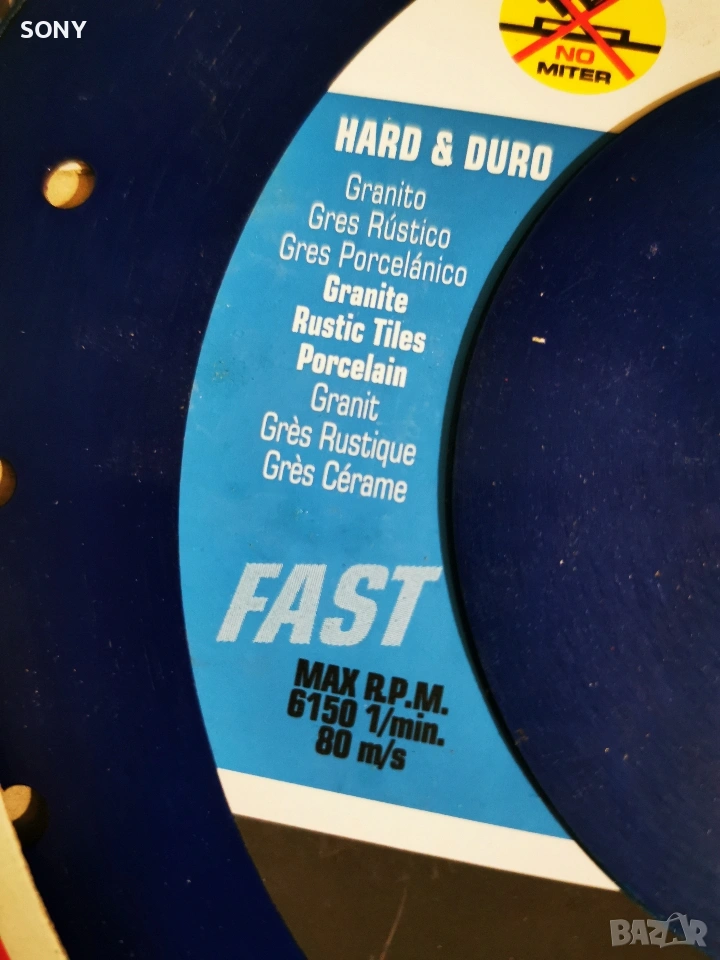 SONY
NO
MITER
HARD & DURO
Granito
Gres Rústico
Gres Porcelánico
Granite
Rustic Tiles
Porcelain
Granit
Grès Rustique
Grès Cérame
FAST
MAX R.P.M.
6150 1/min.
80 m/s
BAZAR